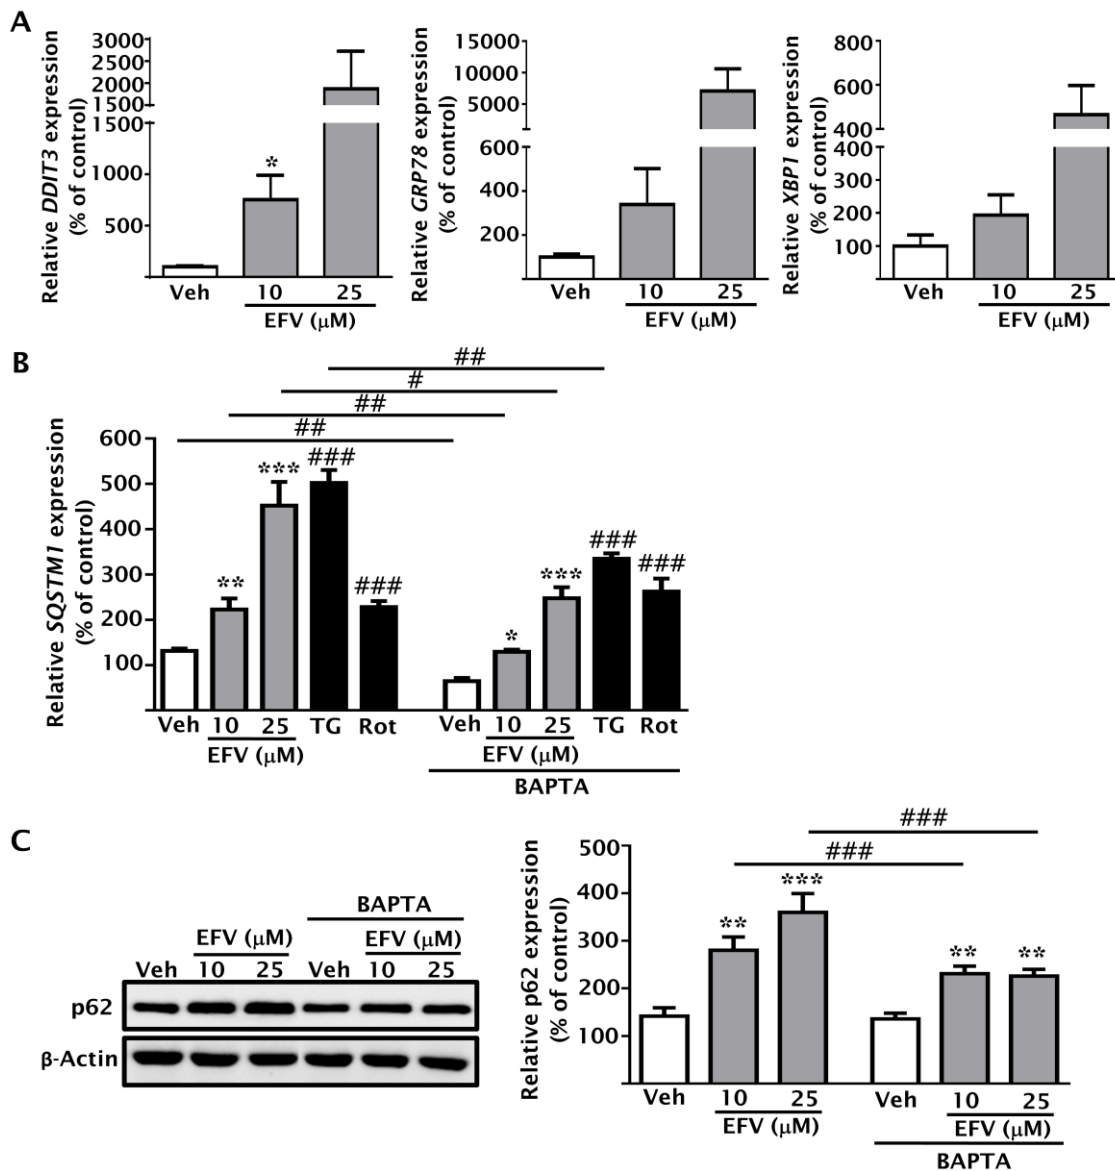 A
Relative DDIT3 expression
(% of control)
3000
2500
2000
1500
1500
1000
500
*
Veh
10
25
EFV (μM)
Relative GRP78 expression
(% of control)
15000
10000
5000
600
400
200
Veh
10
25
EFV (μM)
Relative XBP1 expression
(% of control)
800
600
400
400
300
200
100
Veh
10
25
EFV (μM)
B
##
#
##
##
Relative SQSTM1 expression
(% of control)
600
500
400
300
200
100
**
***
###
###
*
***
###
###
Veh
10
25
TG
Rot
Veh
10
25
TG
Rot
EFV (μM)
EFV (μM)
BAPTA
C
BAPTA
EFV (μM)
EFV (μM)
Veh
10
25
Veh
10
25
p62
β-Actin
Relative p62 expression
(% of control)
500
400
300
200
100
###
###
**
***
**
**
Veh
10
25
Veh
10
25
EFV (μM)
EFV (μM)
BAPTA